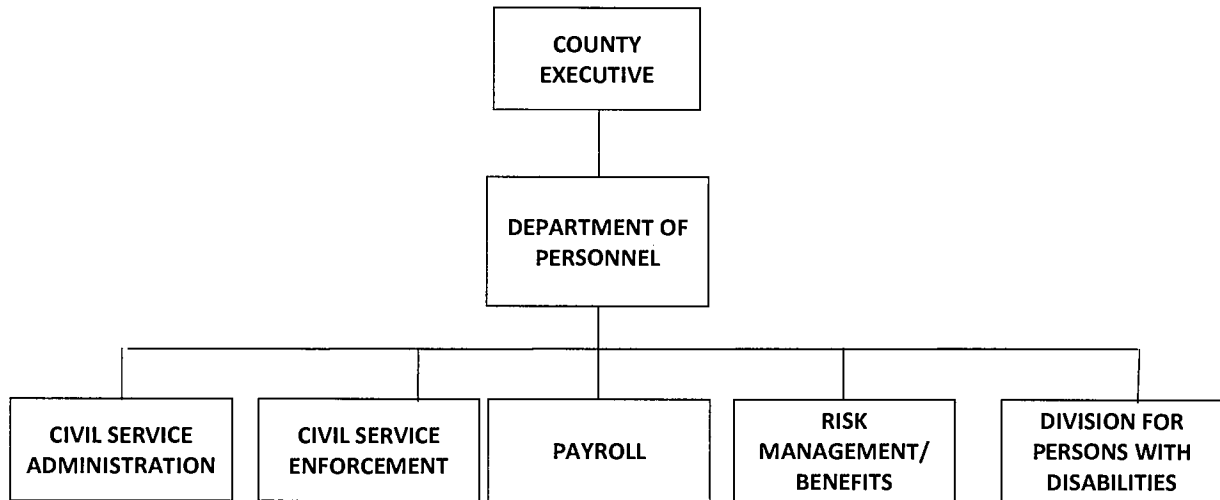 COUNTY
EXECUTIVE
DEPARTMENT OF
PERSONNEL
CIVIL SERVICE
ADMINISTRATION
CIVIL SERVICE
ENFORCEMENT
PAYROLL
RISK
MANAGEMENT/
BENEFITS
DIVISION FOR
PERSONS WITH
DISABILITIES